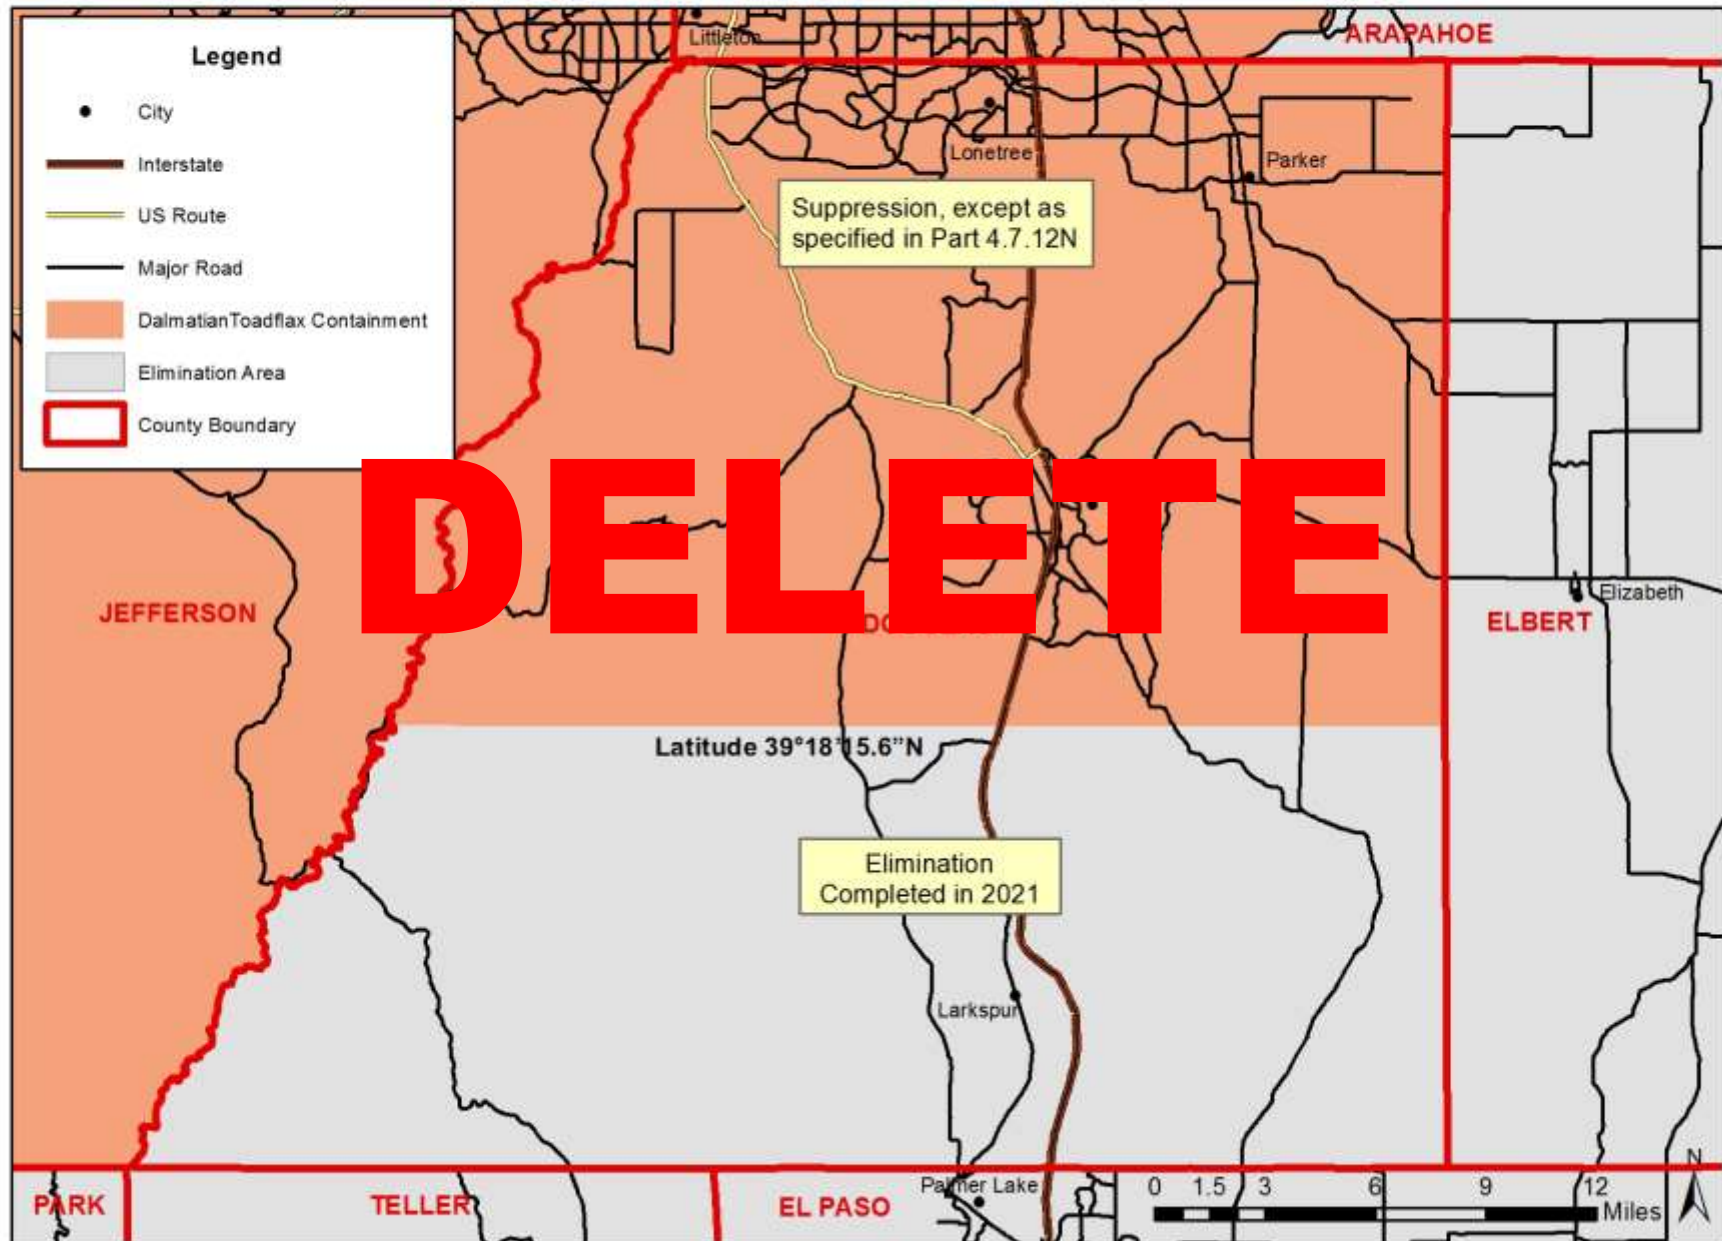 Legend
City
Interstate
US Route
Major Road
DalmatianToadflax Containment
Elimination Area
County Boundary
Littleton
ARAPAHOE
Lonetree
Parker
Suppression, except as
specified in Part 4.7.12N
DELETE
JEFFERSON
Elizabeth
ELBERT
Latitude 39°18'15.6"N
Elimination
Completed in 2021
Larkspur
Palmer Lake
PARK
TELLER
EL PASO
N
0 1.5 3 6 9 12
Miles